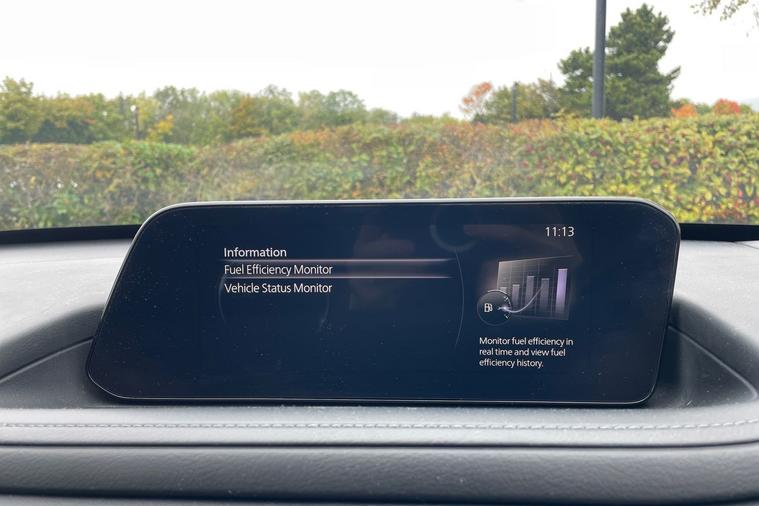 11:13
Information
Fuel Efficiency Monitor
Vehicle Status Monitor
Monitor fuel efficiency in
real time and view fuel
efficiency history.